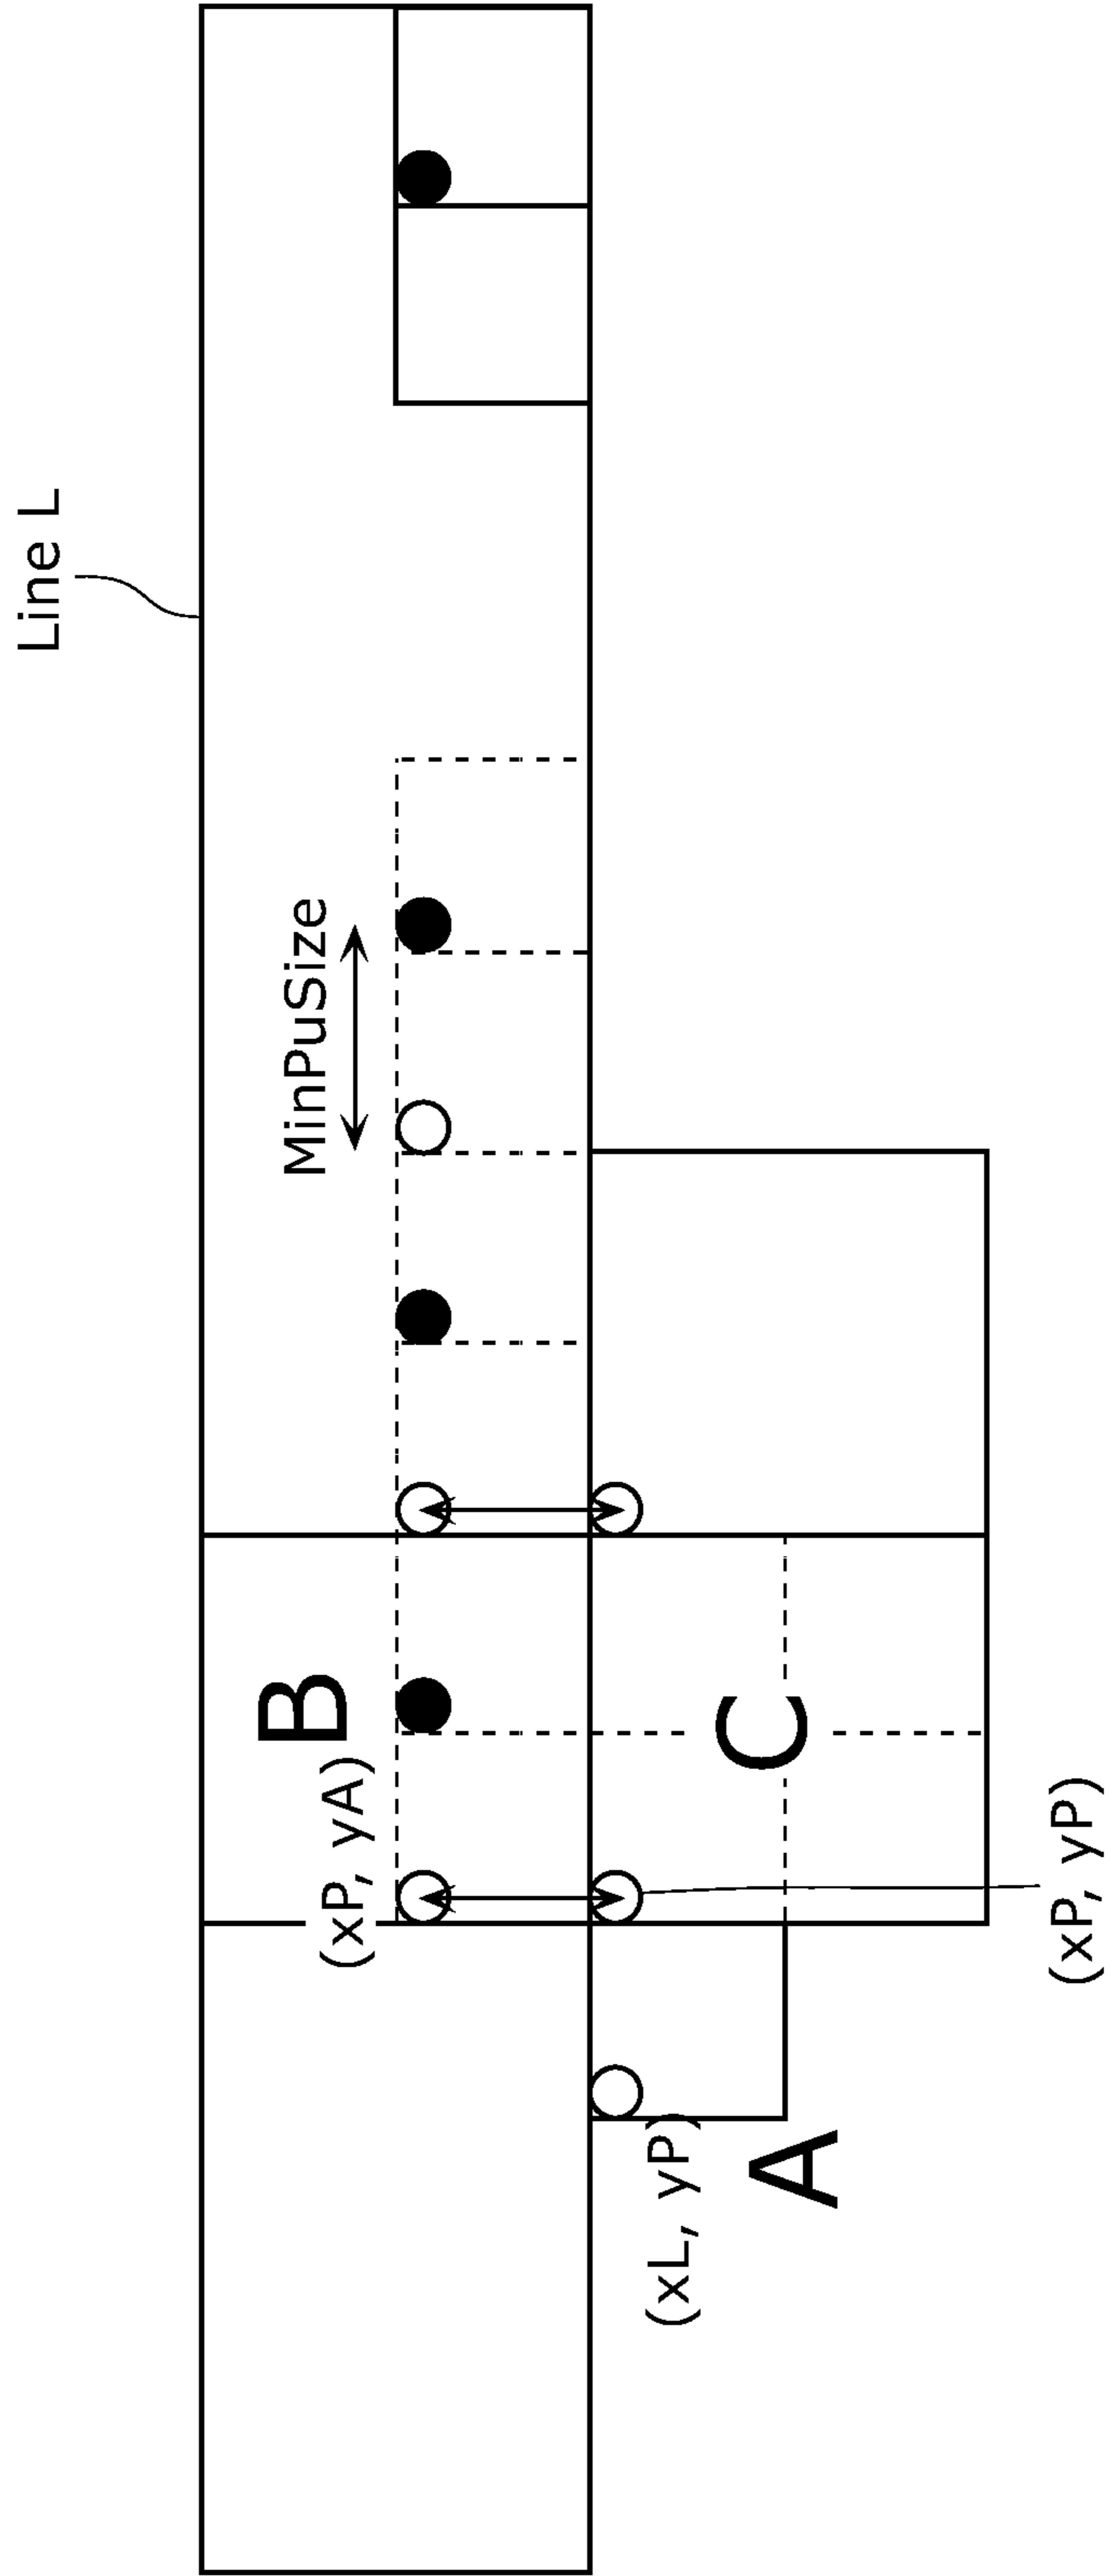 Line L
MinPuSize
B
(xP, yA)
C
(xP, yP)
(xL, yP)
A